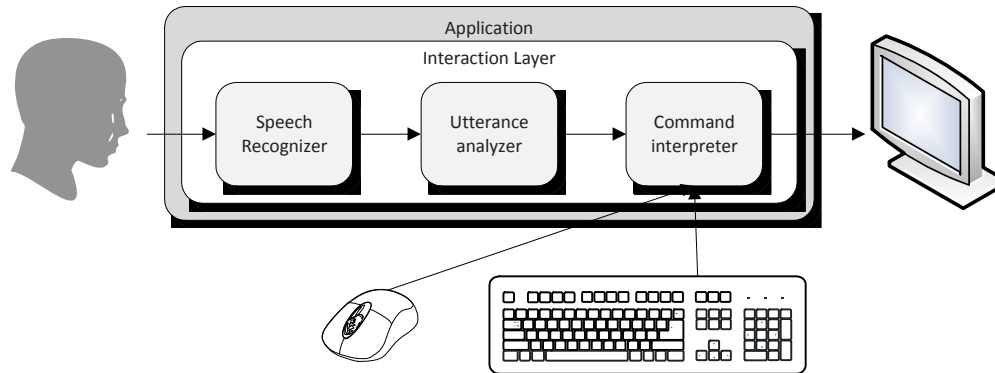 Application
Interaction Layer
Speech
Recognizer
Utterance
analyzer
Command
interpreter